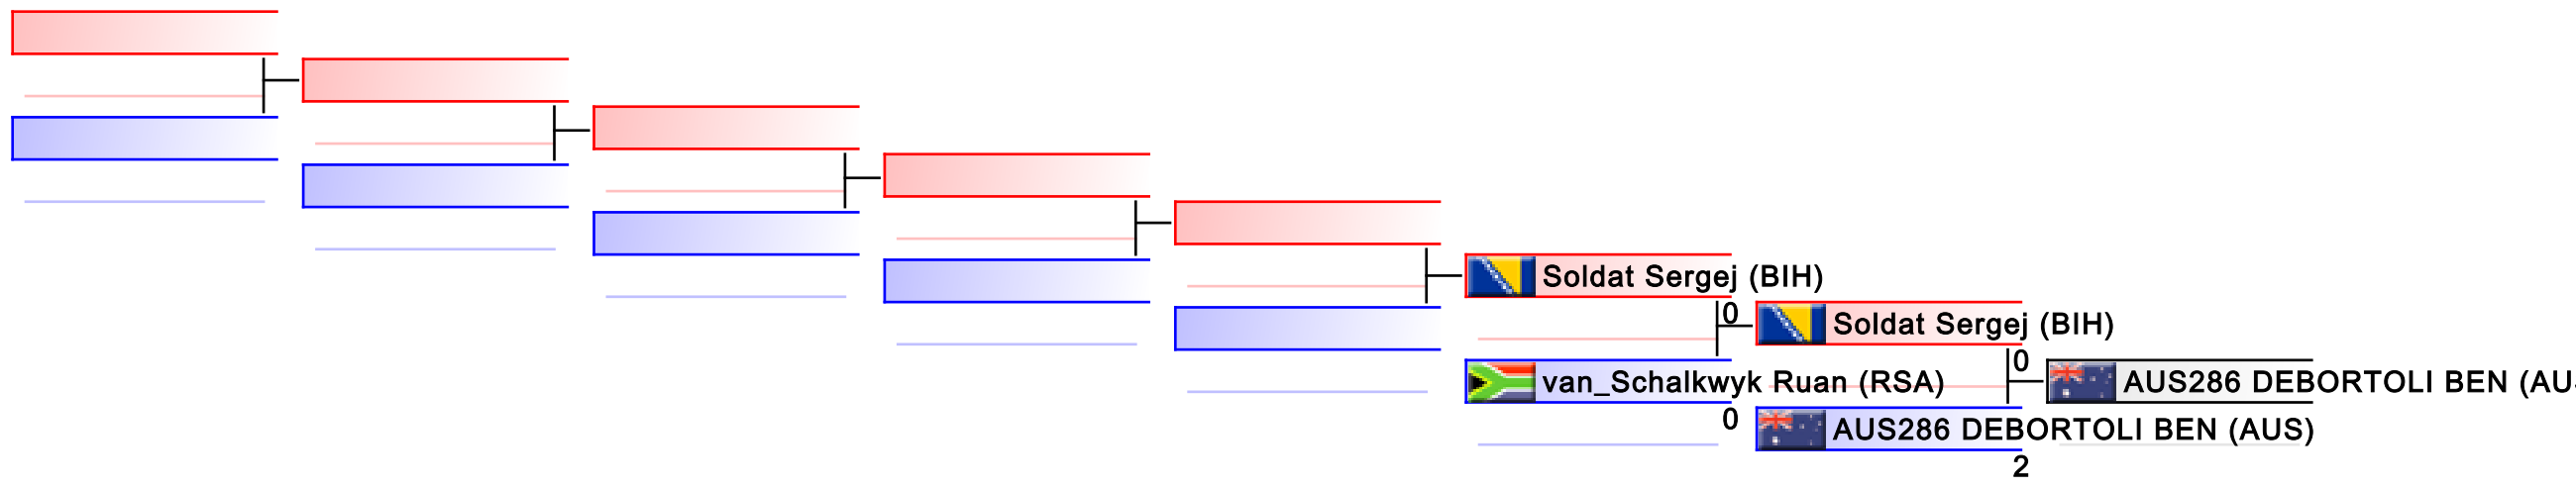 Soldat Sergej (BIH)
0
Soldat Sergej (BIH)
0
van_Schalkwyk Ruan (RSA)
AUS286 DEBORTOLI BEN (AU
0
AUS286 DEBORTOLI BEN (AUS)
2